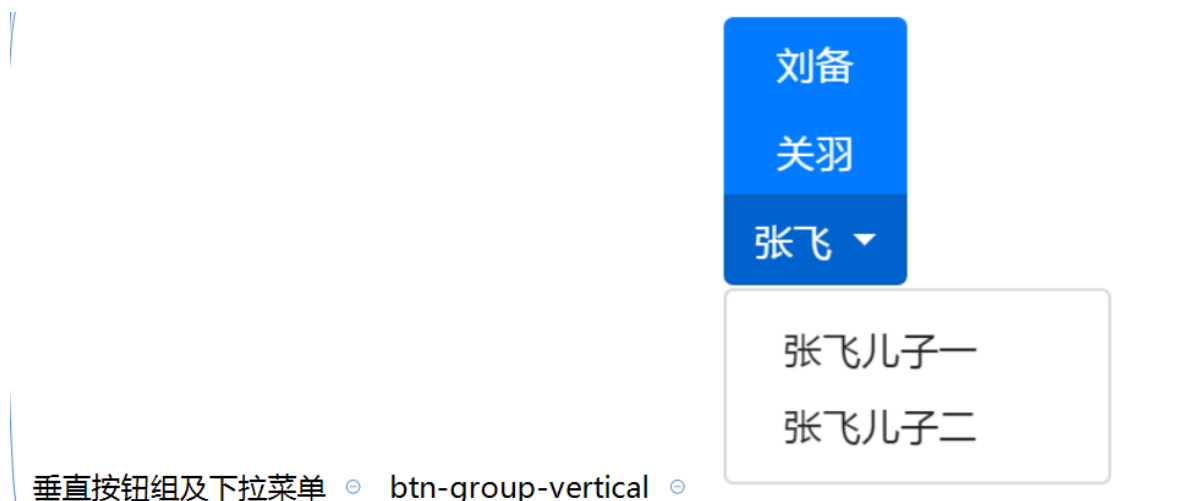 刘备
关羽
张飞
张飞儿子一
张飞儿子二
垂直按钮组及下拉菜单 btn-group-vertical